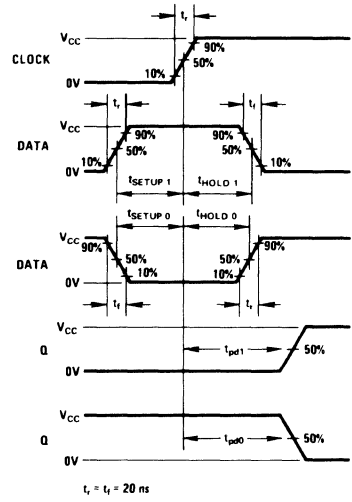 tr
VCC
90%
CLOCK
50%
10%
0V
tr
tf
VCC
90%
90%
DATA
50%
50%
10%
10%
0V
tSETUP 1
tHOLD 1
tSETUP 0
tHOLD 0
VCC
90%
90%
DATA
50%
50%
10%
10%
0V
tf
tr
VCC
Q
tpd1
50%
0V
VCC
Q
tpd0
50%
0V
tr = tf = 20 ns